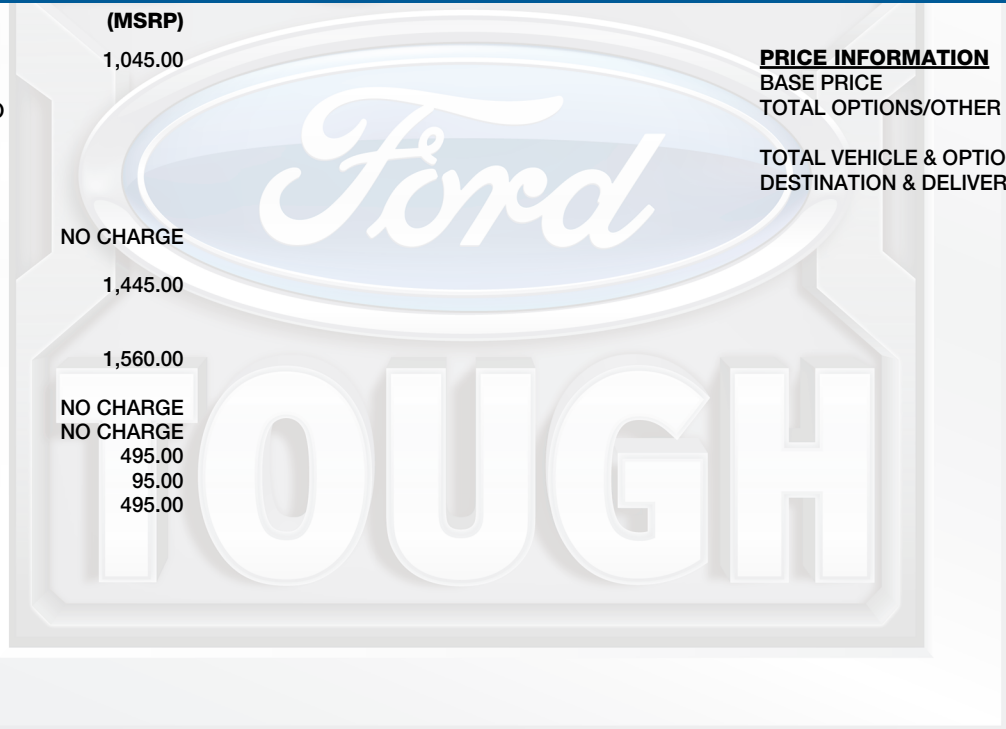 (MSRP)
1,045.00
NO CHARGE
1,445.00
1,560.00
NO CHARGE
NO CHARGE
495.00
95.00
495.00
PRICE INFORMATION
BASE PRICE
TOTAL OPTIONS/OTHER
TOTAL VEHICLE & OPTIO
DESTINATION & DELIVER
Ford
TOUGH